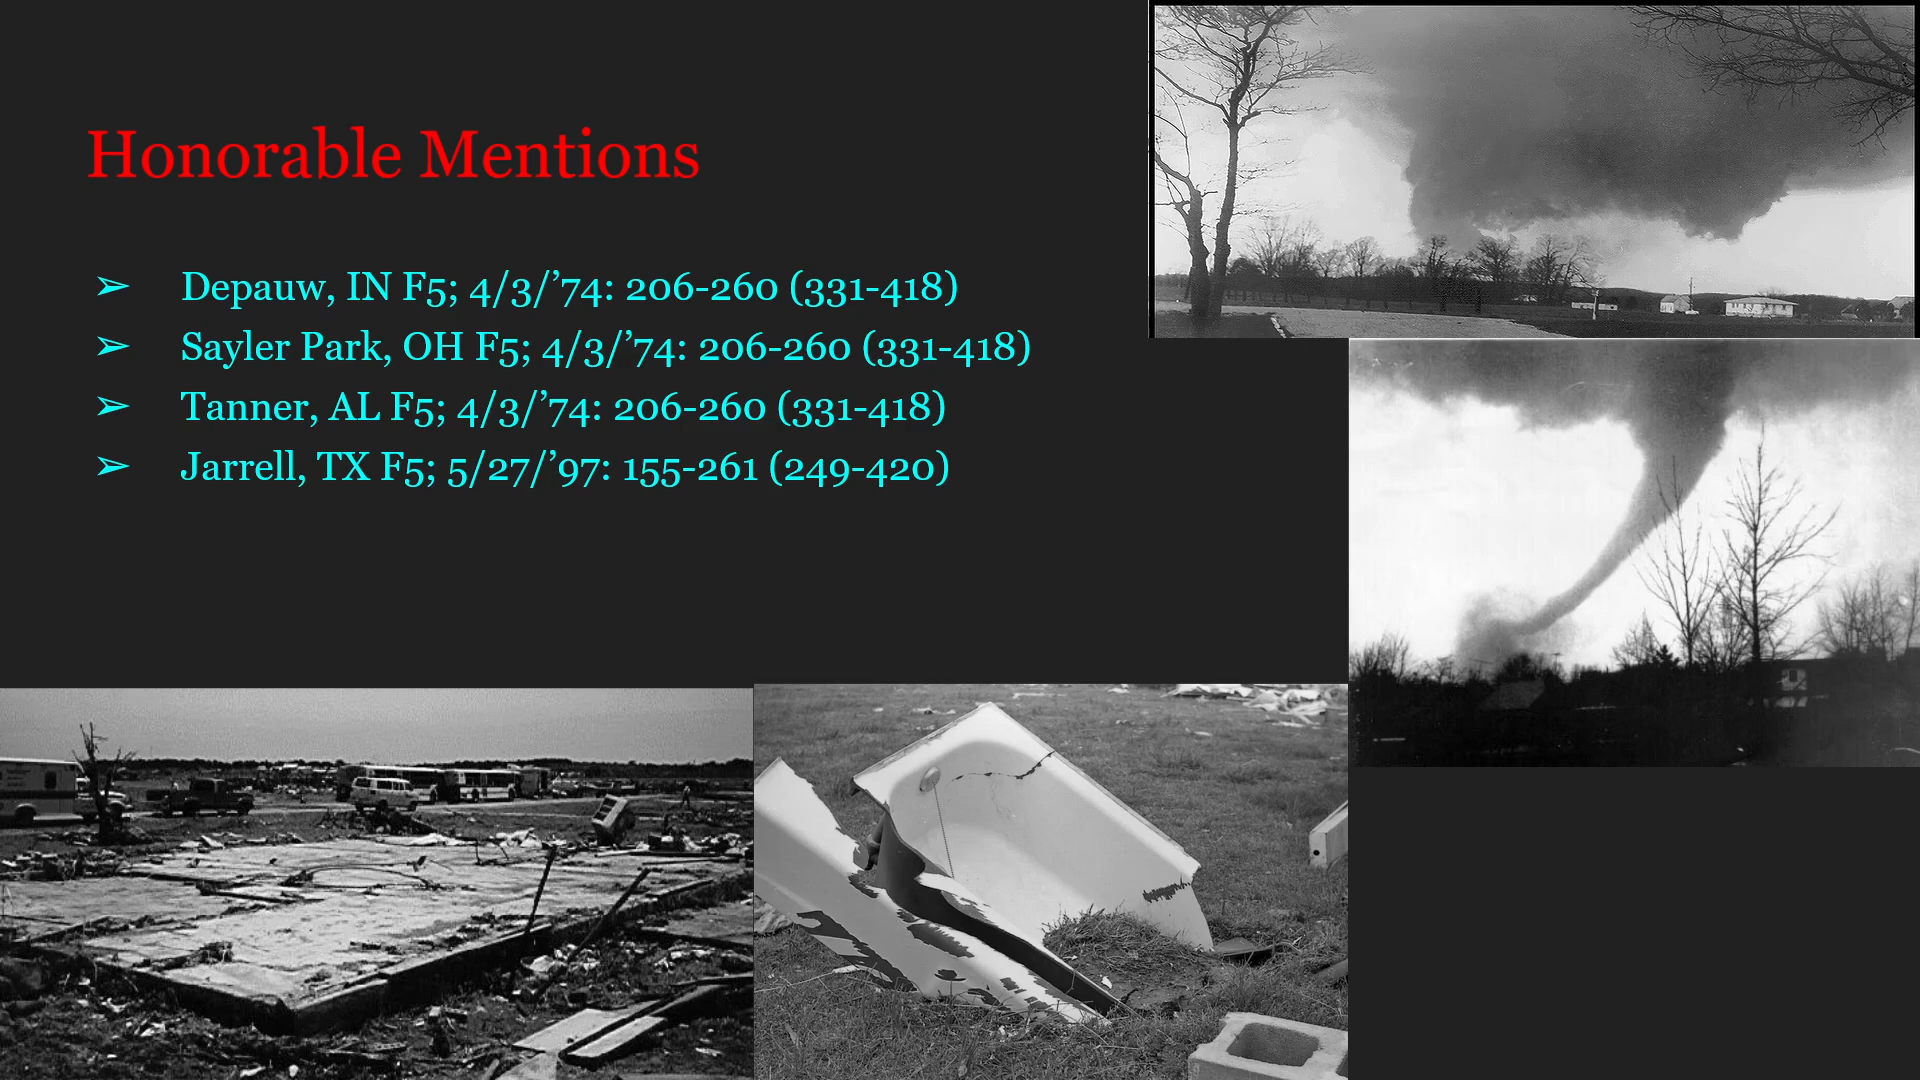 Honorable Mentions
➢ Depauw, IN F5; 4/3/’74: 206-260 (331-418)
➢ Sayler Park, OH F5; 4/3/’74: 206-260 (331-418)
➢ Tanner, AL F5; 4/3/’74: 206-260 (331-418)
➢ Jarrell, TX F5; 5/27/’97: 155-261 (249-420)